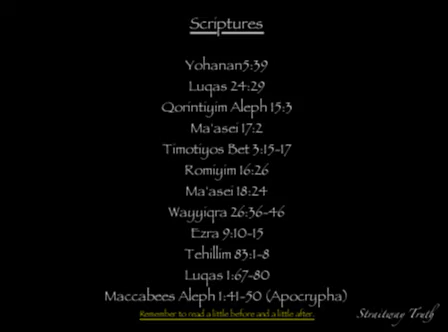 Scriptures
Yohanan5:39
Luqas 24:29
Qorintiyim Aleph 15:3
Ma'asei 17:2
Timotiyos Bet 3:15-17
Romiyim 16:26
Ma'asei 18:24
Wayyiqra 26:36-46
Ezra 9:10-15
Tehillim 83:1-8
Luqas 1:67-80
Maccabees Aleph 1:41-50 (Apocrypha)
Remember to read a little before and a little after.
Straitway Truth